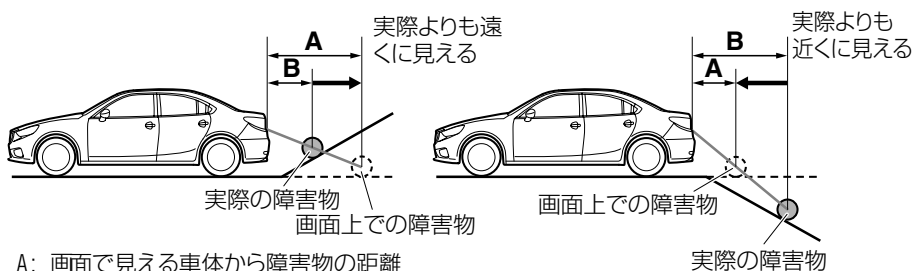 A
B
実際よりも遠
くに見える
実際の障害物
画面上での障害物
B
A
実際よりも
近くに見える
画面上での障害物
実際の障害物
A: 画面で見える車体から障害物の距離